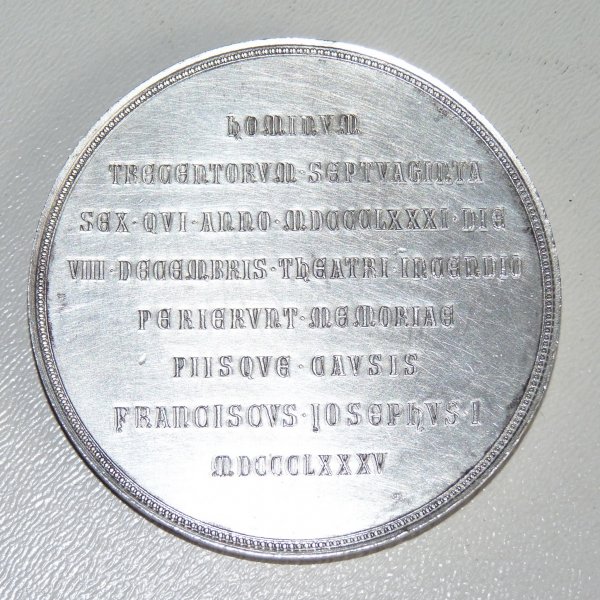 HOMINVM
TRECENTORVM·SEPTVAGINTA
SEX·QVI·ANNO·MDCCCLXXXI·DIE
VIII·DECEMBRIS·THEATRI INCENDIO
PERIERVNT·MEMORIAE
PIISQVE·CAVSIS
FRANCISCVS·JOSEPHVS·I
MDCCCLXXXV